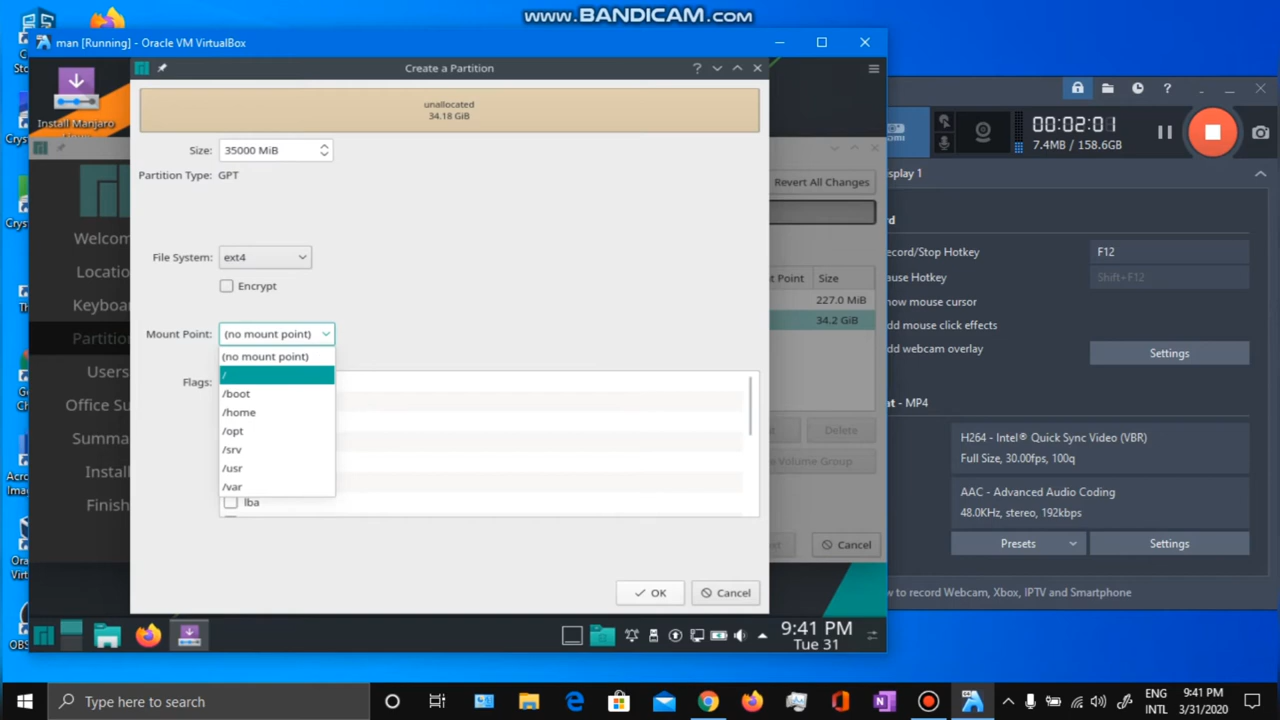 www.BANDICAM.com
man [Running] - Oracle VM VirtualBox
Install Manjaro
Create a Partition
unallocated
34.18 GiB
Size: 35000 MiB
Partition Type: GPT
File System: ext4
Encrypt
Mount Point: (no mount point)
(no mount point)
/
/boot
/home
/opt
/srv
/usr
/var
Flags:
lba
OK
Cancel
Welcom
Locatio
Keyboar
Partitio
Users
Office Su
Summa
Install
Finish
Revert All Changes
t Point Size
227.0 MiB
34.2 GiB
Delete
Volume Group
Cancel
9:41 PM
Tue 31
00:02:01
7.4MB / 158.6GB
isplay 1
rd
ecord/Stop Hotkey F12
ause Hotkey Shift+F12
how mouse cursor
dd mouse click effects
dd webcam overlay
Settings
at - MP4
H264 - Intel® Quick Sync Video (VBR)
Full Size, 30.00fps, 100q
AAC - Advanced Audio Coding
48.0KHz, stereo, 192kbps
Presets
Settings
w to record Webcam, Xbox, IPTV and Smartphone
Type here to search
ENG
INTL
9:41 PM
3/31/2020